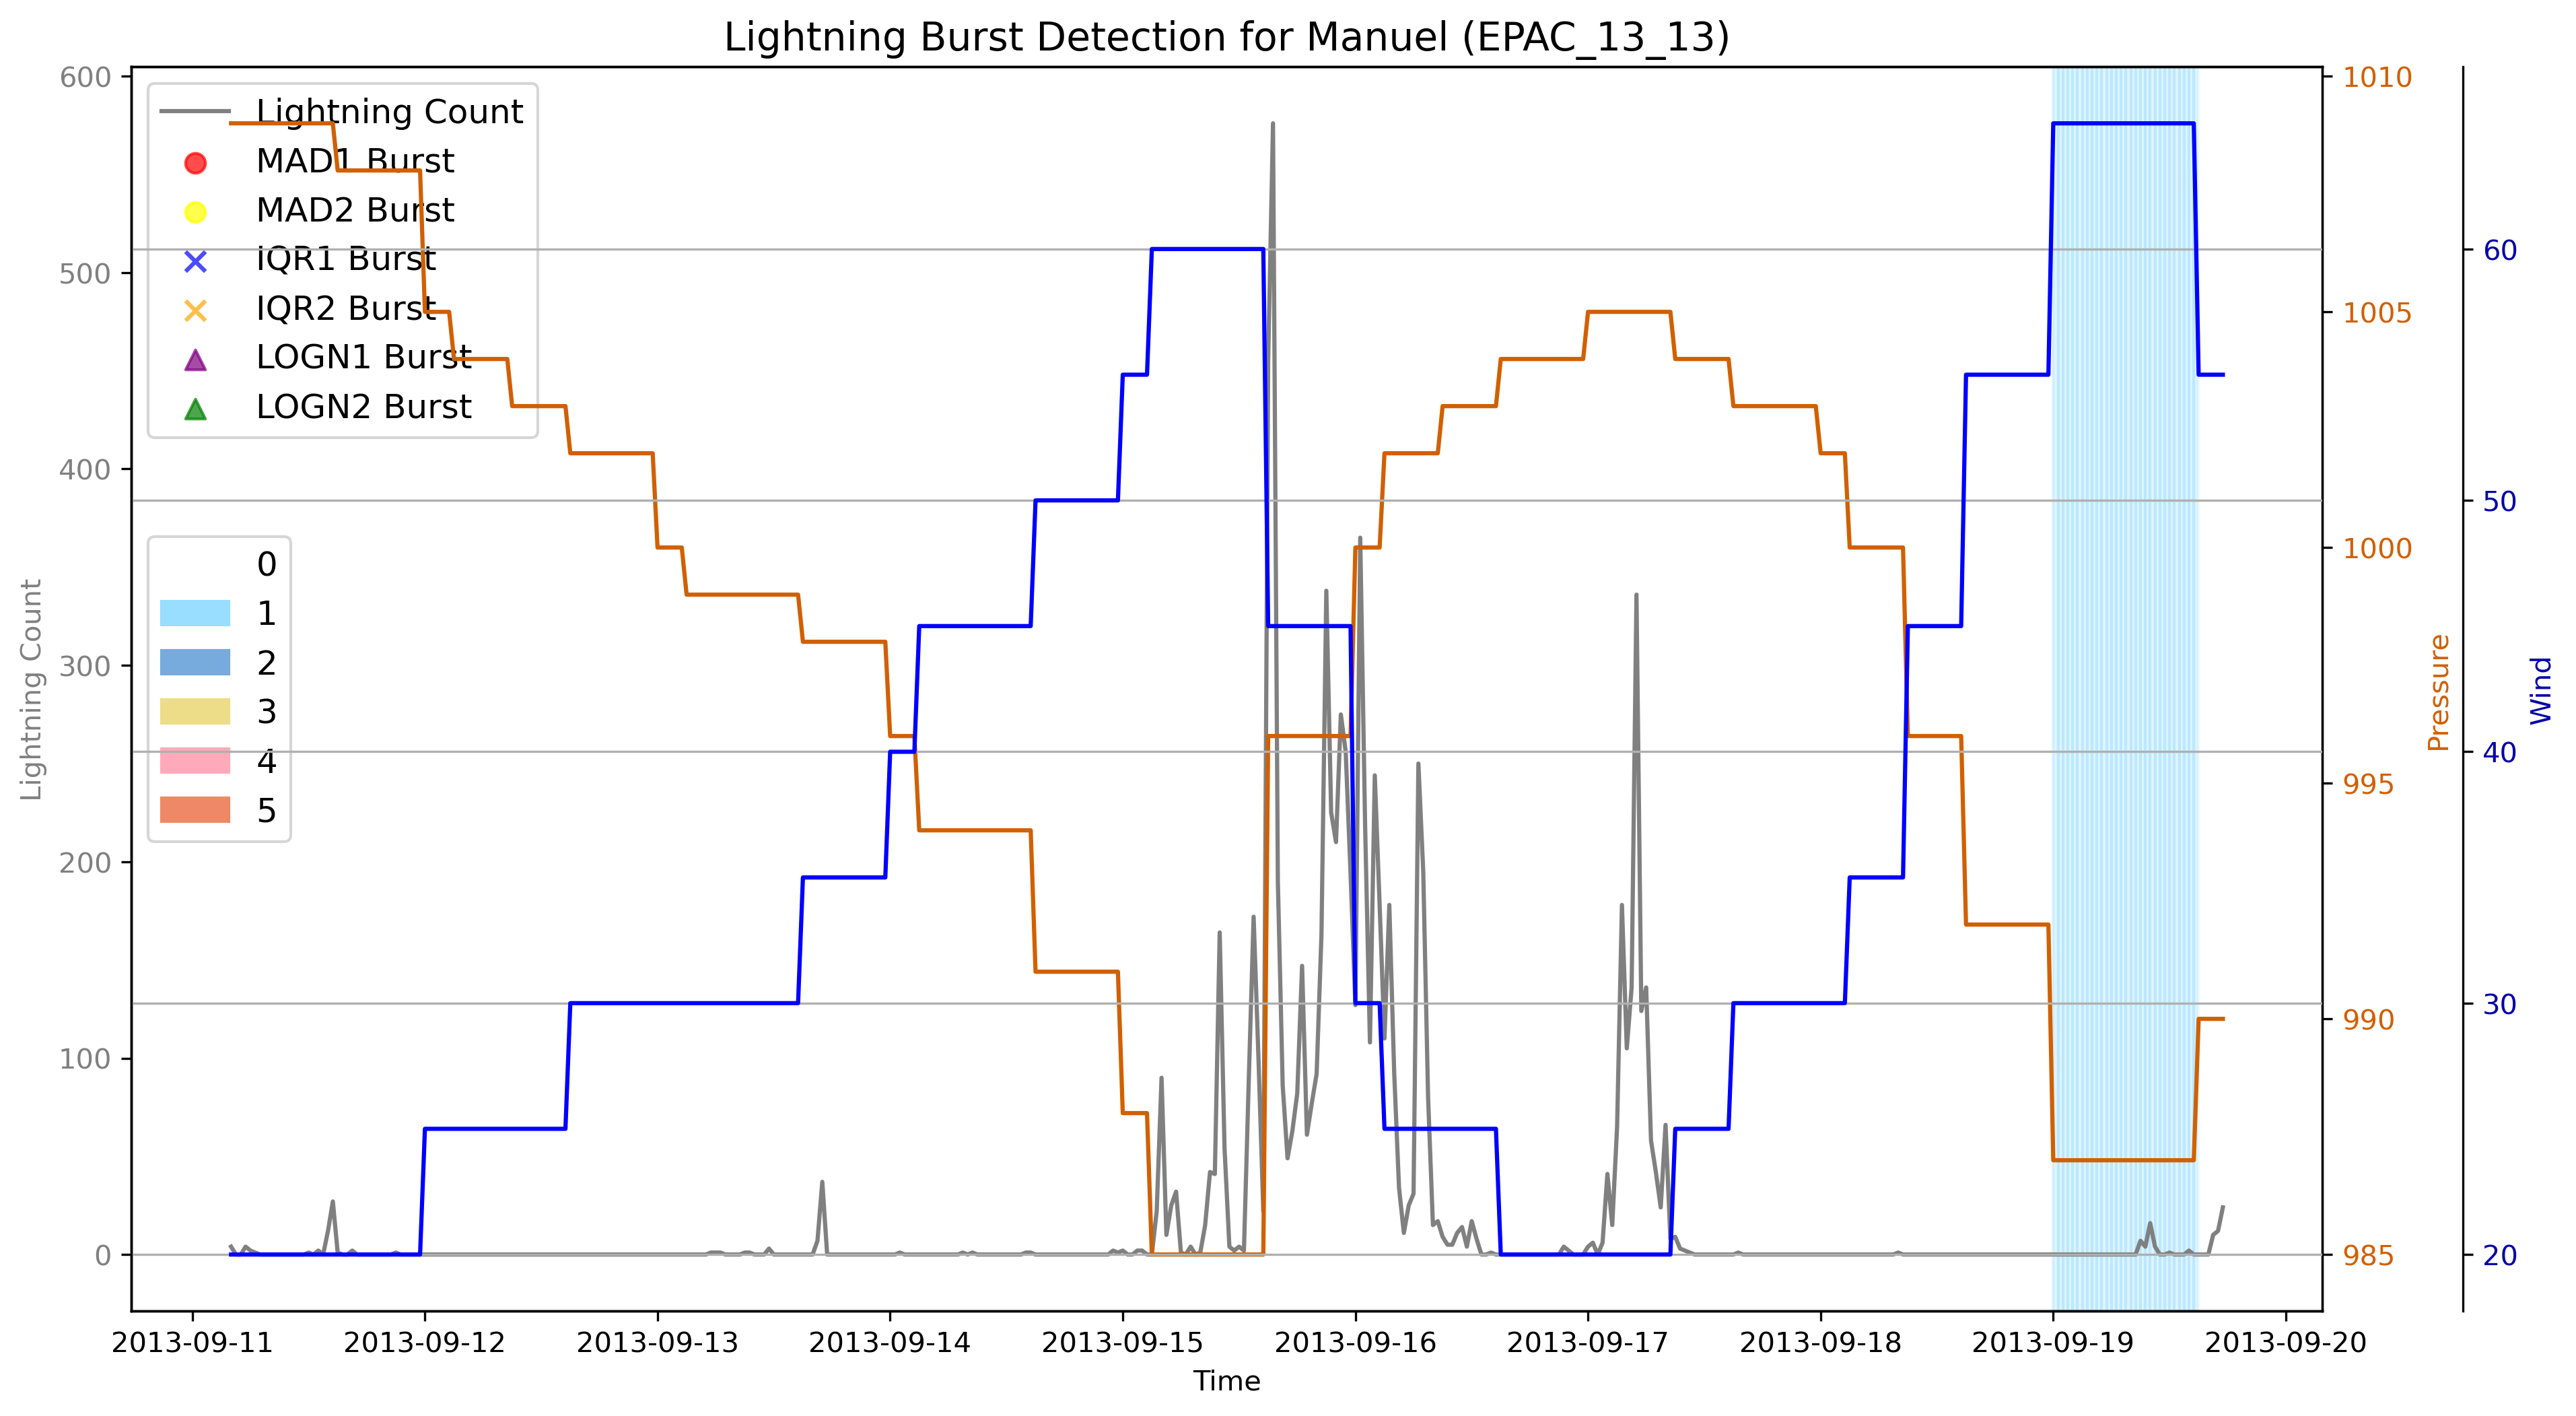 Lightning Burst Detection for Manuel (EPAC_13_13)
Lightning Count
MAD1 Burst
MAD2 Burst
IQR1 Burst
IQR2 Burst
LOGN1 Burst
LOGN2 Burst
0
1
2
3
4
5
600
500
400
300
200
100
0
Lightning Count
1010
1005
1000
995
990
985
Pressure
60
50
40
30
20
Wind
2013-09-11
2013-09-12
2013-09-13
2013-09-14
2013-09-15
2013-09-16
2013-09-17
2013-09-18
2013-09-19
2013-09-20
Time